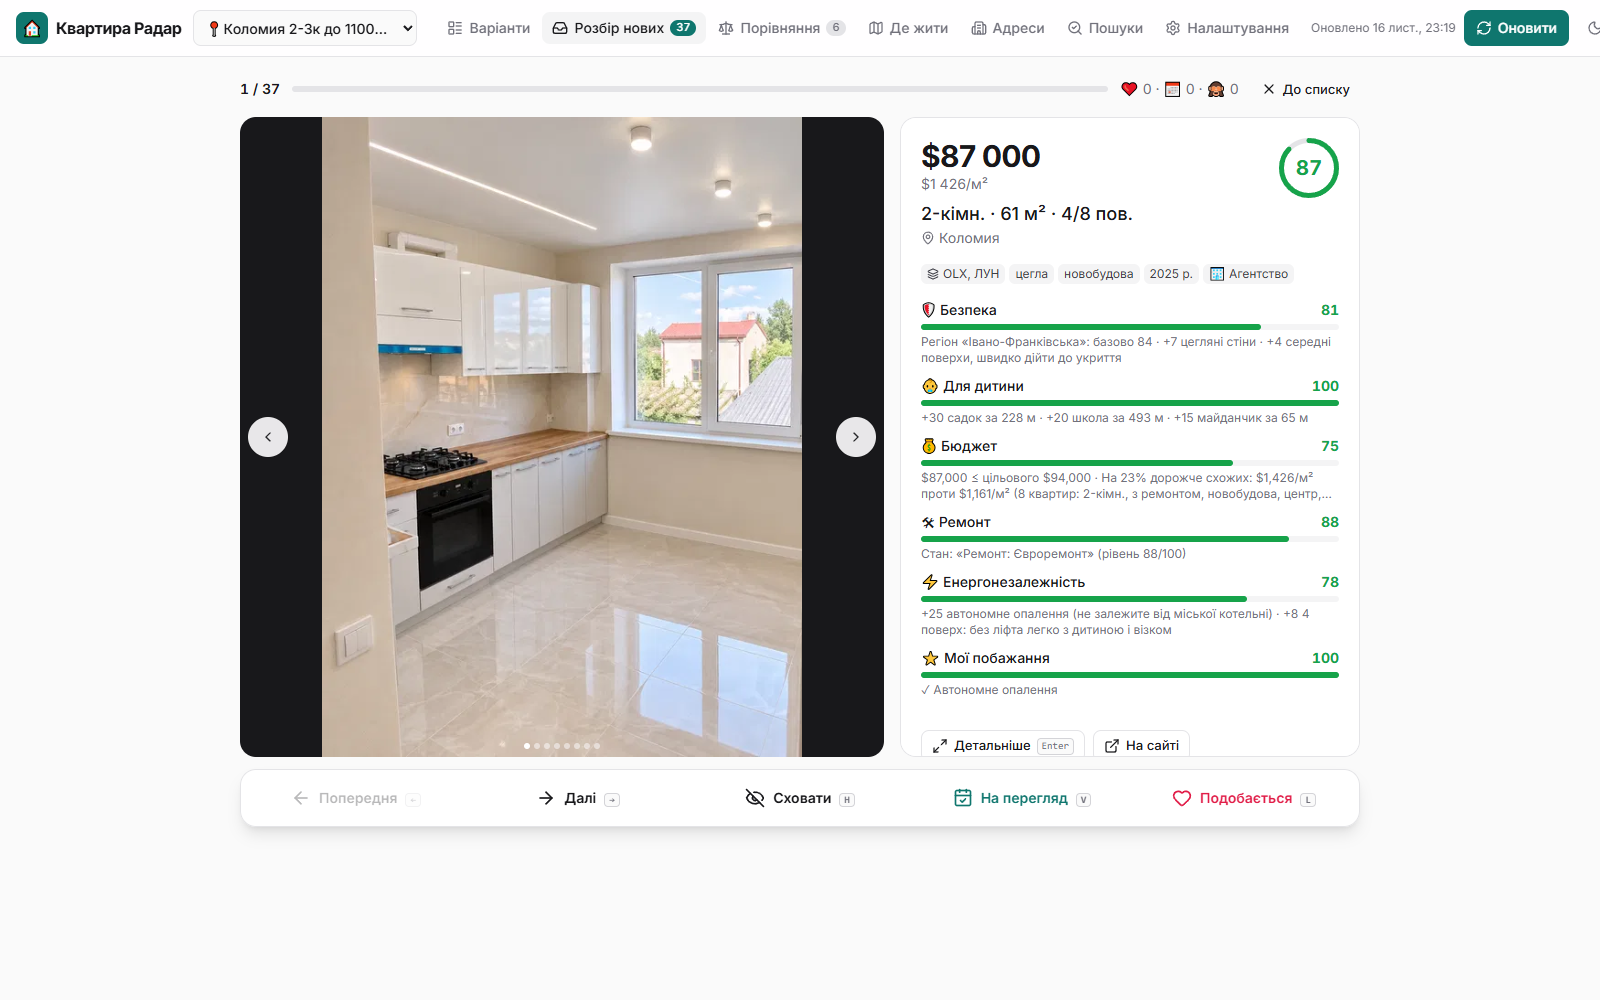 Квартира Радар
Коломия 2-3к до 1100...
Варіанти
Розбір нових 37
Порівняння 6
Де жити
Адреси
Пошуки
Налаштування
Оновлено 16 лист., 23:19
Оновити
1 / 37
0 · 0 · 0
До списку
$87 000
$1 426/м²
87
2-кімн. · 61 м² · 4/8 пов.
Коломия
OLX, ЛУН
цегла
новобудова
2025 р.
Агентство
Безпека 81
Регіон «Івано-Франківська»: базово 84 · +7 цегляні стіни · +4 середні
поверхи, швидко дійти до укриття
Для дитини 100
+30 садок за 228 м · +20 школа за 493 м · +15 майданчик за 65 м
Бюджет 75
$87,000 ≤ цільового $94,000 · На 23% дорожче схожих: $1,426/м²
проти $1,161/м² (8 квартир: 2-кімн., з ремонтом, новобудова, центр,...
Ремонт 88
Стан: «Ремонт: Євроремонт» (рівень 88/100)
Енергонезалежність 78
+25 автономне опалення (не залежите від міської котельні) · +8 4
поверх: без ліфта легко з дитиною і візком
Мої побажання 100
✓ Автономне опалення
Детальніше Enter
На сайті
Попередня ←
Далі →
Сховати H
На перегляд V
Подобається L